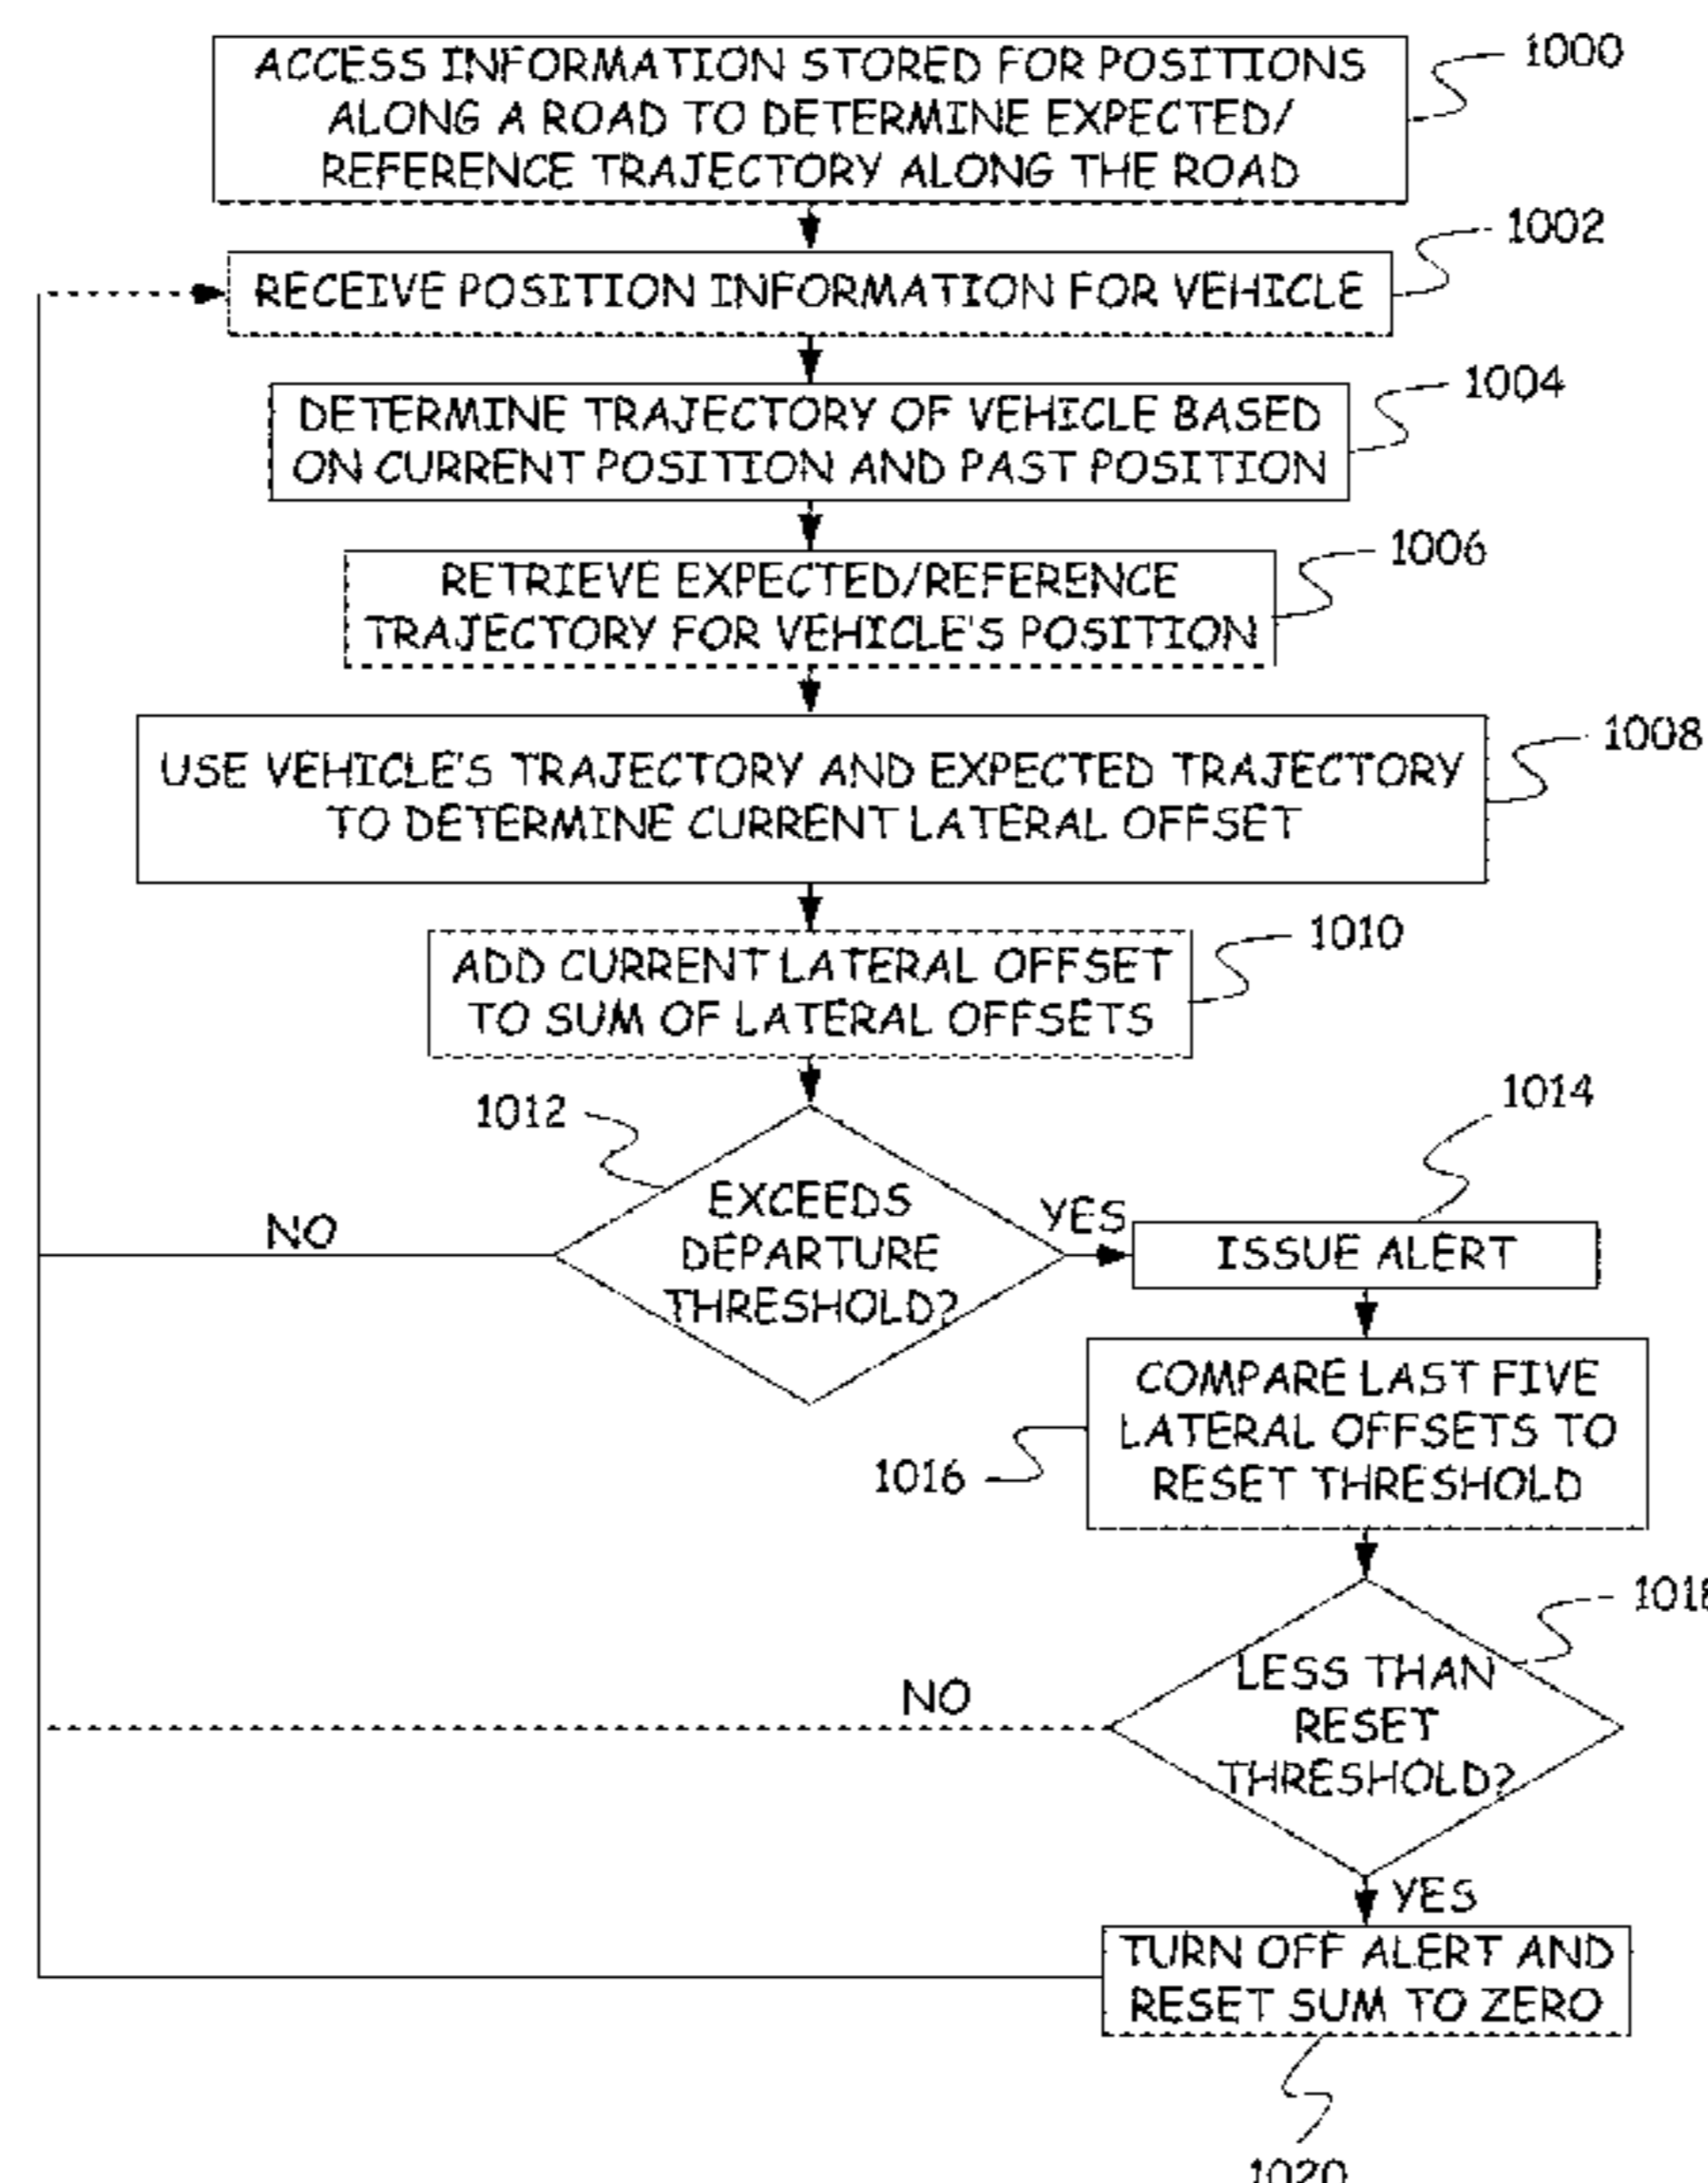 1000
ACCESS INFORMATION STORED FOR POSITIONS
ALONG A ROAD TO DETERMINE EXPECTED/
REFERENCE TRAJECTORY ALONG THE ROAD
1002
RECEIVE POSITION INFORMATION FOR VEHICLE
1004
DETERMINE TRAJECTORY OF VEHICLE BASED
ON CURRENT POSITION AND PAST POSITION
1006
RETRIEVE EXPECTED/REFERENCE
TRAJECTORY FOR VEHICLE'S POSITION
1008
USE VEHICLE'S TRAJECTORY AND EXPECTED TRAJECTORY
TO DETERMINE CURRENT LATERAL OFFSET
1010
ADD CURRENT LATERAL OFFSET
TO SUM OF LATERAL OFFSETS
1012
EXCEEDS
DEPARTURE
THRESHOLD?
NO
YES
1014
ISSUE ALERT
COMPARE LAST FIVE
LATERAL OFFSETS TO
RESET THRESHOLD
1016
1018
LESS THAN
RESET
THRESHOLD?
NO
YES
TURN OFF ALERT AND
RESET SUM TO ZERO
1020